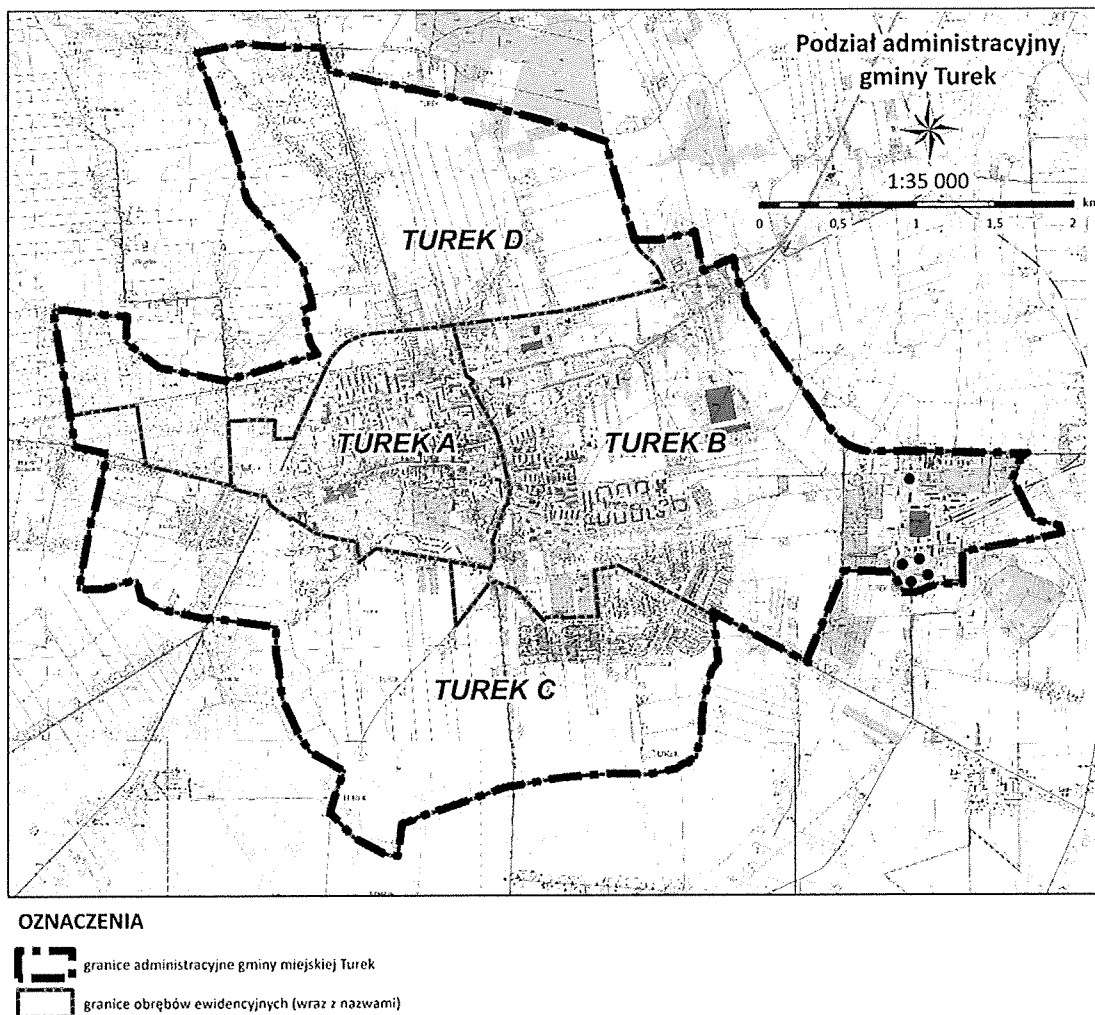 Podział administracyjny
gminy Turek
1:35 000
km
0 0,5 1 1,5 2
TUREK D
TUREK A
TUREK B
TUREK C
OZNACZENIA
granice administracyjne gminy miejskiej Turek
granice obrębów ewidencyjnych (wraz z nazwami)